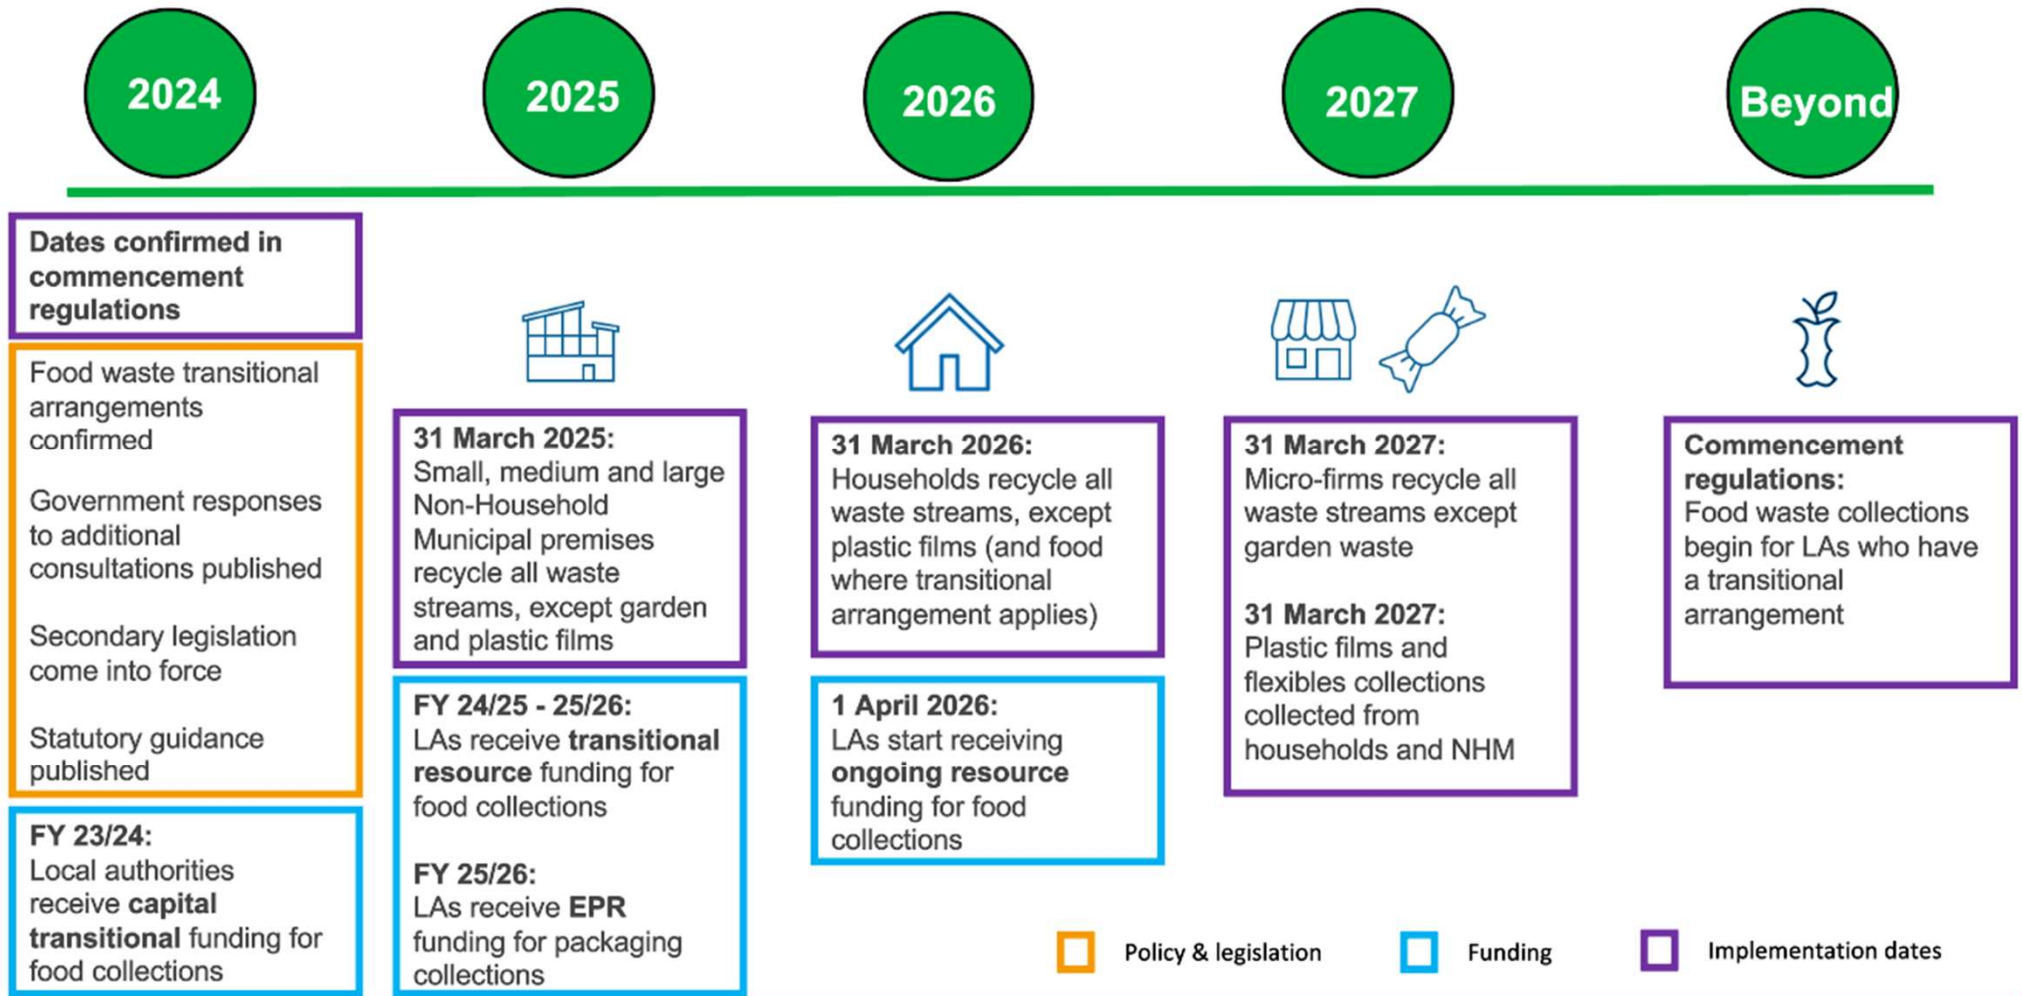 2024
2025
2026
2027
Beyond
Dates confirmed in
commencement
regulations
Food waste transitional
arrangements
confirmed
Government responses
to additional
consultations published
Secondary legislation
come into force
Statutory guidance
published
FY 23/24:
Local authorities
receive capital
transitional funding for
food collections
31 March 2025:
Small, medium and large
Non-Household
Municipal premises
recycle all waste
streams, except garden
and plastic films
FY 24/25 - 25/26:
LAs receive transitional
resource funding for
food collections
FY 25/26:
LAs receive EPR
funding for packaging
collections
31 March 2026:
Households recycle all
waste streams, except
plastic films (and food
where transitional
arrangement applies)
1 April 2026:
LAs start receiving
ongoing resource
funding for food
collections
31 March 2027:
Micro-firms recycle all
waste streams except
garden waste
31 March 2027:
Plastic films and
flexibles collections
collected from
households and NHM
Commencement
regulations:
Food waste collections
begin for LAs who have
a transitional
arrangement
Policy & legislation
Funding
Implementation dates